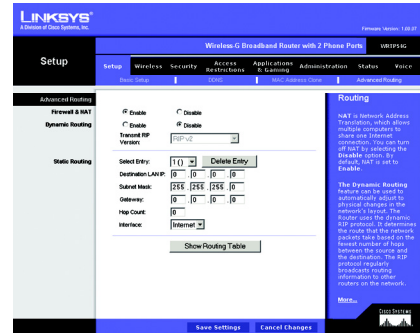 LINKSYS®
A Division of Cisco Systems, Inc.
Firmware Version: 1.00.37
Wireless-G Broadband Router with 2 Phone Ports
WRTP54G
Setup
Setup Wireless Security Access Restrictions Applications & Gaming Administration Status Voice
Basic Setup DDNS MAC Address Clone Advanced Routing
Advanced Routing
Firewall & NAT
Enable Disable
Dynamic Routing
Enable Disable
Transmit RIP Version: RIPv2
Static Routing
Select Entry: 1 () Delete Entry
Destination LAN IP: 0 . 0 . 0 . 0
Subnet Mask: 255 . 255 . 255 . 0
Gateway: 0 . 0 . 0 . 0
Hop Count: 0
Interface: Internet
Show Routing Table
Routing
NAT is Network Address
Translation, which allows
multiple computers to
share one Internet
connection. You can turn
off NAT by selecting the
Disable option. By
default, NAT is set to
Enable.
The Dynamic Routing
feature can be used to
automatically adjust to
physical changes in the
network's layout. The
Router uses the dynamic
RIP protocol. It determines
the route that the network
packets take based on the
fewest number of hops
between the source and
the destination. The RIP
protocol regularly
broadcasts routing
information to other
routers on the network.
More...
Save Settings Cancel Changes
CISCO SYSTEMS